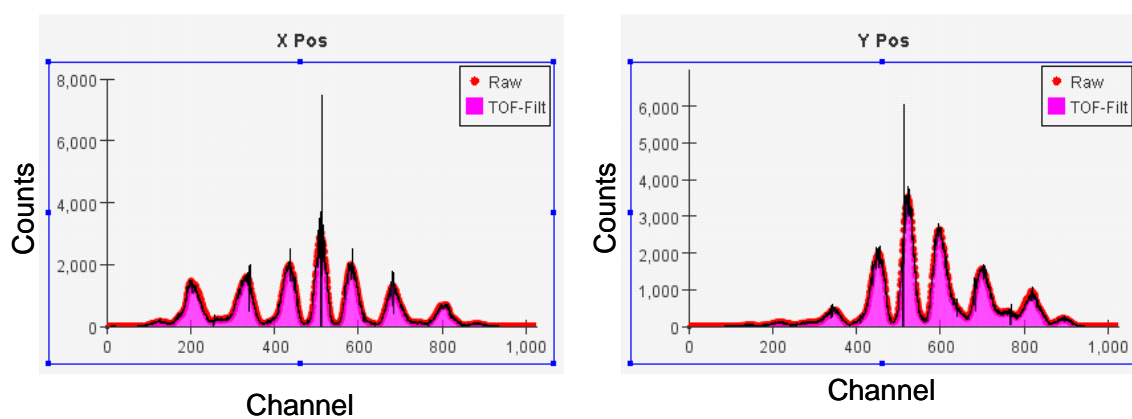 X Pos
8,000
6,000
4,000
2,000
0
Raw
TOF-Filt
0 200 400 600 800 1,000
Counts
Channel
Y Pos
6,000
5,000
4,000
3,000
2,000
1,000
0
Raw
TOF-Filt
0 200 400 600 800 1,000
Counts
Channel